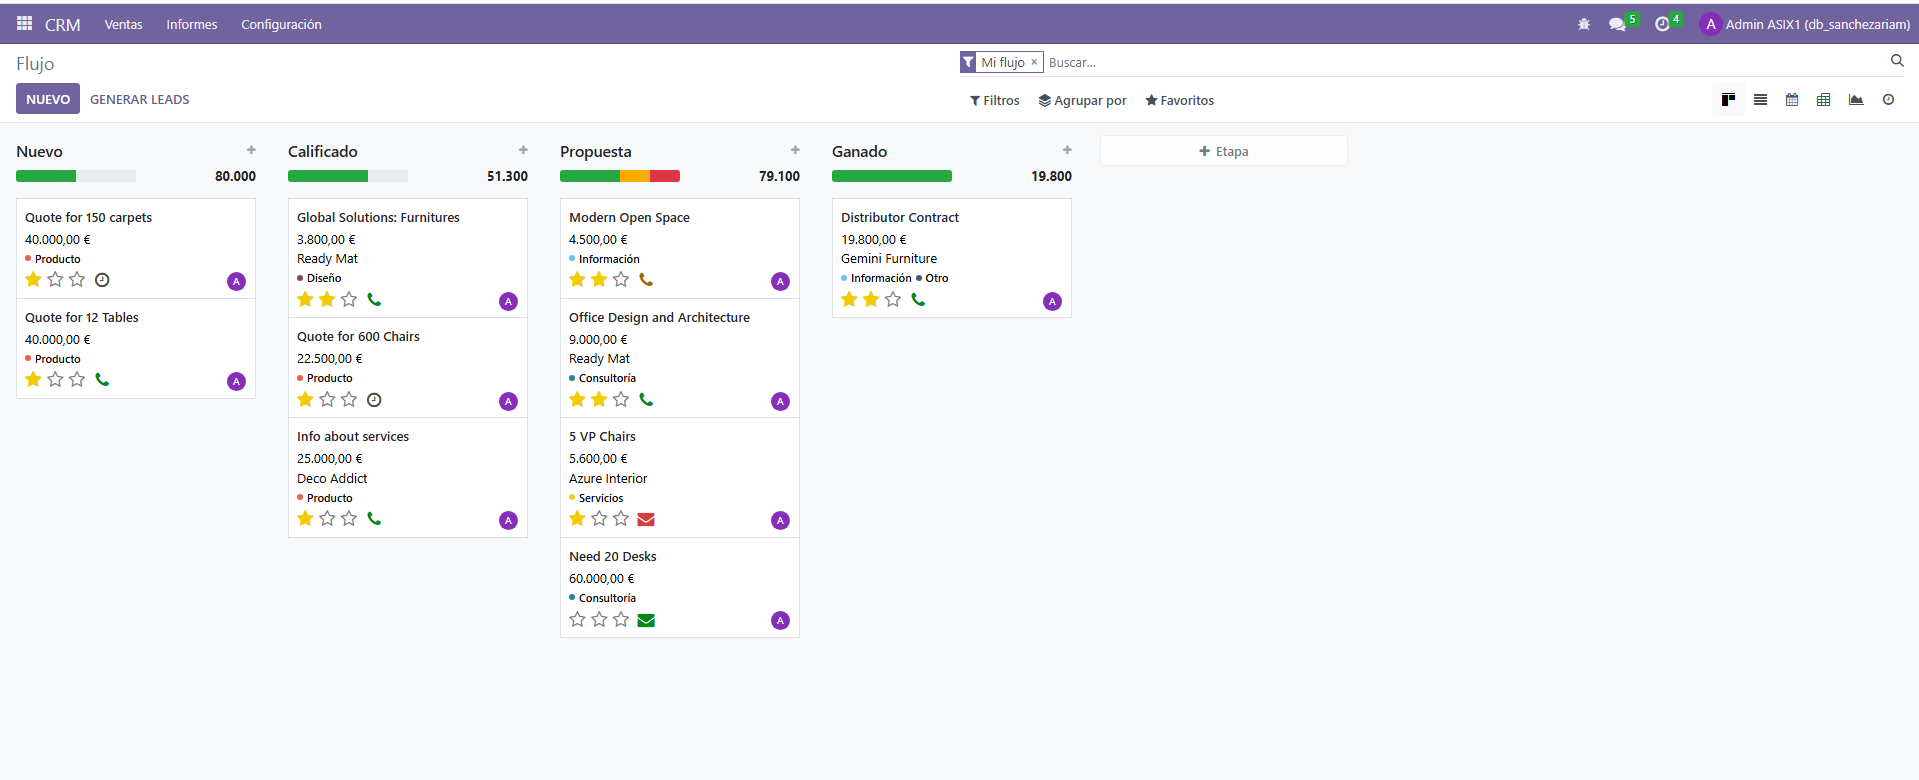 CRM Ventas Informes Configuración 5 4 A Admin ASIX1 (db_sanchezariam)
Flujo
Mi flujo × Buscar...
NUEVO GENERAR LEADS
Filtros Agrupar por Favoritos
Nuevo +
80.000
Quote for 150 carpets
40.000,00 €
Producto
A
Quote for 12 Tables
40.000,00 €
Producto
A
Calificado +
51.300
Global Solutions: Furnitures
3.800,00 €
Ready Mat
Diseño
A
Quote for 600 Chairs
22.500,00 €
Producto
A
Info about services
25.000,00 €
Deco Addict
Producto
A
Propuesta +
79.100
Modern Open Space
4.500,00 €
Información
A
Office Design and Architecture
9.000,00 €
Ready Mat
Consultoría
A
5 VP Chairs
5.600,00 €
Azure Interior
Servicios
A
Need 20 Desks
60.000,00 €
Consultoría
A
Ganado +
19.800
Distributor Contract
19.800,00 €
Gemini Furniture
Información Otro
A
+ Etapa